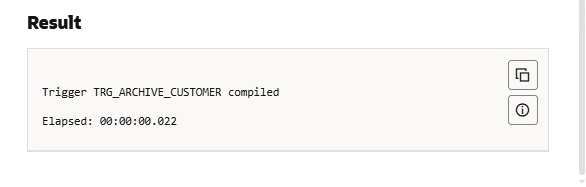 Result
Trigger TRG_ARCHIVE_CUSTOMER compiled
Elapsed: 00:00:00.022